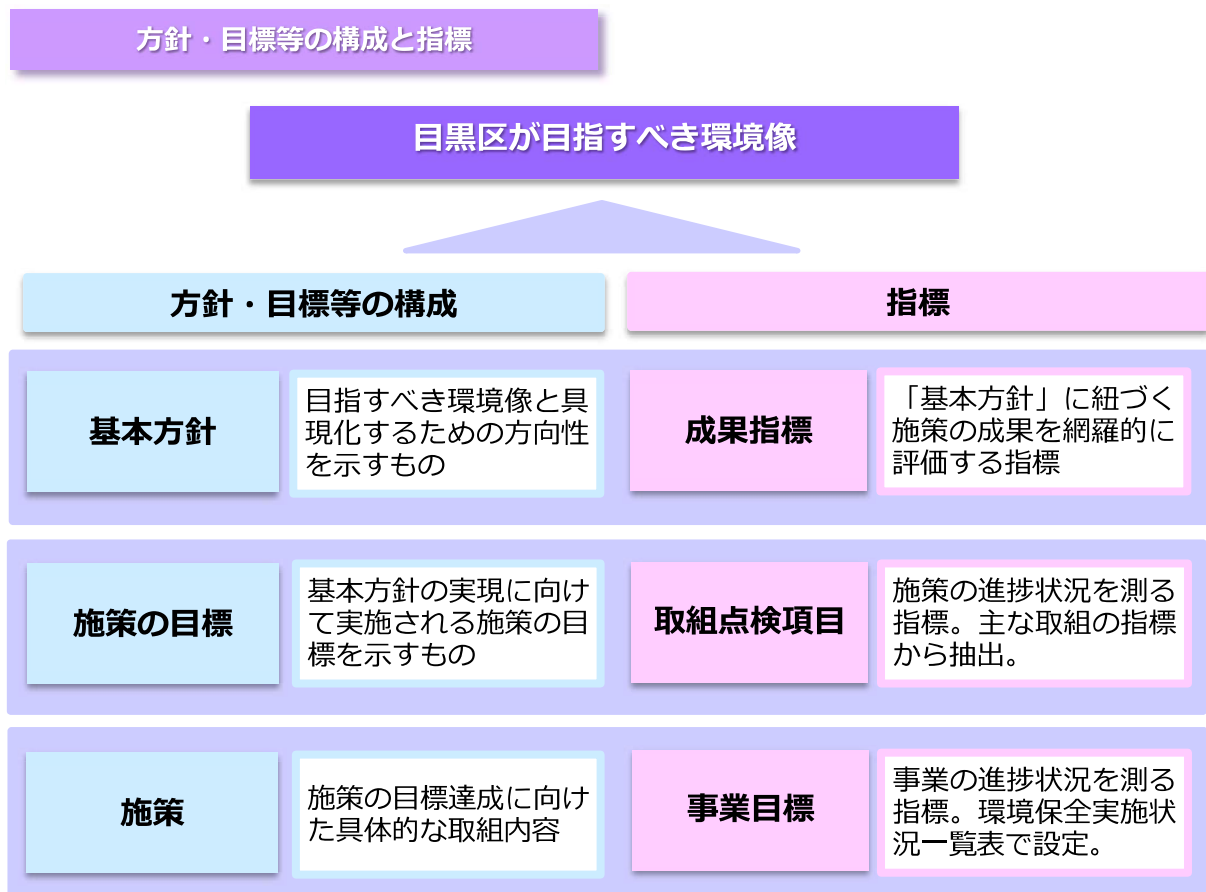 方針・目標等の構成と指標
目黒区が目指すべき環境像
方針・目標等の構成
指標
基本方針
目指すべき環境像と具
現化するための方向性
を示すもの
成果指標
「基本方針」に紐づく
施策の成果を網羅的に
評価する指標
施策の目標
基本方針の実現に向け
て実施される施策の目
標を示すもの
取組点検項目
施策の進捗状況を測る
指標。主な取組の指標
から抽出。
施策
施策の目標達成に向け
た具体的な取組内容
事業目標
事業の進捗状況を測る
指標。環境保全実施状
況一覧表で設定。